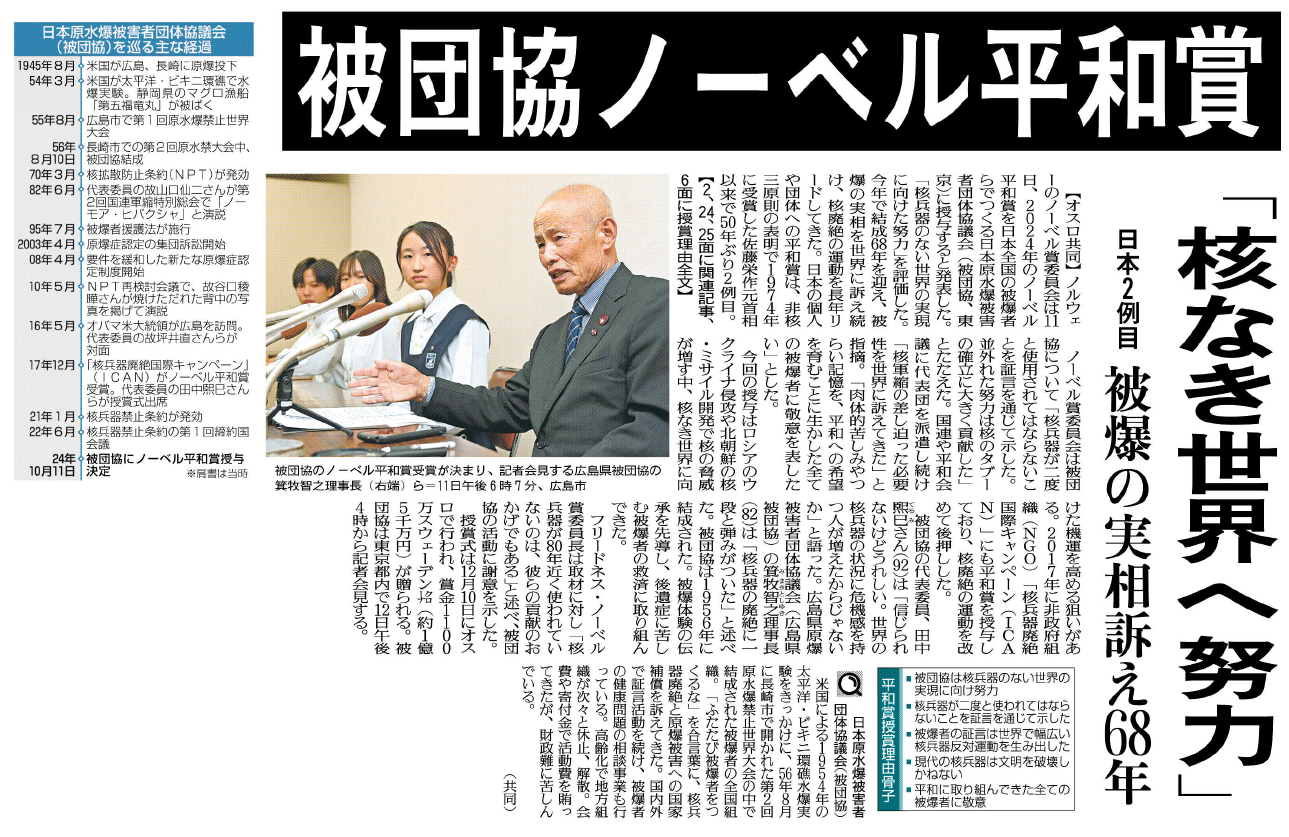 被団協ノーベル平和賞
「核なき世界へ努力」
日本2例目 被爆の実相訴え68年
【オスロ共同】ノルウェ
ーのノーベル賞委員会は11
日、2024年のノーベル
平和賞を日本全国の被爆者
らでつくる日本原水爆被害
者団体協議会(被団協、東
京)に授与すると発表した。
「核兵器のない世界の実現
に向けた努力」を評価した。
今年で結成68年を迎え、被
爆の実相を世界に訴え続
け、核廃絶の運動を長年リ
ードしてきた。日本の個人
や団体への平和賞は、非核
三原則の表明で1974年
に受賞した佐藤栄作元首相
以来で50年ぶり2例目。
【2、24、25面に関連記事、
6面に授賞理由全文】
ノーベル賞委員会は被団
協について「核兵器が二度
と使用されてはならないこ
とを証言を通じて示した。
並外れた努力は核のタブー
の確立に大きく貢献した」
とたたえた。国連や平和会
議に代表団を派遣し続け
「核軍縮の差し迫った必要
性を世界に訴えてきた」と
指摘。「肉体的苦しみやつ
らい記憶を、平和への希望
を育むことに生かした全て
の被爆者に敬意を表した
い」とした。
今回の授与はロシアのウ
クライナ侵攻や北朝鮮の核
・ミサイル開発で核の脅威
が増す中、核なき世界に向
けた機運を高める狙いがあ
る。2017年に非政府組
織(NGO)「核兵器廃絶
国際キャンペーン(ICA
N)」にも平和賞を授与し
ており、核廃絶の運動を改
めて後押しした。
被団協の代表委員、田中
熙巳さん(92)は「信じられ
ないけどうれしい。世界の
核兵器の状況に危機感を持
つ人が増えたからじゃない
か」と語った。広島県原爆
被害者団体協議会(広島県
被団協)の箕牧智之理事長
(82)は「核兵器の廃絶に一
段と弾みがついた」と述べ
た。被団協は1956年に
結成された。被爆体験の伝
承を先導し、後遺症に苦し
む被爆者の救済に取り組ん
できた。
フリードネス・ノーベル
賞委員長は取材に対し「核
兵器が80年近く使われてい
ないのは、彼らの貢献のお
かげでもある」と述べ、被団
協の活動に謝意を示した。
授賞式は12月10日にオス
ロで行われ、賞金1100
万スウェーデンクローナ(約1億
5千万円)が贈られる。被
団協は東京都内で12日午後
4時から記者会見する。
被団協のノーベル平和賞受賞が決まり、記者会見する広島県被団協の
箕牧智之理事長(右端)ら＝11日午後6時7分、広島市
平和賞授賞理由骨子
■被団協は核兵器のない世界の
実現に向け努力
■核兵器が二度と使われてはなら
ないことを証言を通じて示した
■被爆者の証言は世界で幅広い
核兵器反対運動を生み出した
■現代の核兵器は文明を破壊し
かねない
■平和に取り組んできた全ての
被爆者に敬意
日本原水爆被害者
団体協議会(被団協)
米国による1954年の
太平洋・ビキニ環礁水爆実
験をきっかけに、56年8月
に長崎市で開かれた第2回
原水爆禁止世界大会の中で
結成された被爆者の全国組
織。「ふたたび被爆者をつ
くるな」を合言葉に、核兵
器廃絶と原爆被害への国家
補償を訴えてきた。国内外
で証言活動を続け、被爆者
の健康問題の相談事業も行
っている。高齢化で地方組
織が次々と休止、解散。会
費や寄付金で活動費を賄っ
てきたが、財政難に苦しん
でいる。
(共同)
日本原水爆被害者団体協議会
(被団協)を巡る主な経過
1945年8月 米国が広島、長崎に原爆投下
54年3月 米国が太平洋・ビキニ環礁で水
爆実験。静岡県のマグロ漁船
「第五福竜丸」が被ばく
55年8月 広島市で第1回原水爆禁止世界
大会
56年 長崎市での第2回原水禁大会中、
8月10日 被団協結成
70年3月 核拡散防止条約(NPT)が発効
82年6月 代表委員の故山口仙二さんが第
2回国連軍縮特別総会で「ノー
モア・ヒバクシャ」と演説
95年7月 被爆者援護法が施行
2003年4月 原爆症認定の集団訴訟開始
08年4月 要件を緩和した新たな原爆症認
定制度開始
10年5月 NPT再検討会議で、故谷口稜
曄さんが焼けただれた背中の写
真を掲げて演説
16年5月 オバマ米大統領が広島を訪問。
代表委員の故坪井直さんらが
対面
17年12月 「核兵器廃絶国際キャンペーン」
(ICAN)がノーベル平和賞
受賞。代表委員の田中熙巳さん
らが授賞式出席
21年1月 核兵器禁止条約が発効
22年6月 核兵器禁止条約の第1回締約国
会議
24年 被団協にノーベル平和賞授与
10月11日 決定 ※肩書は当時